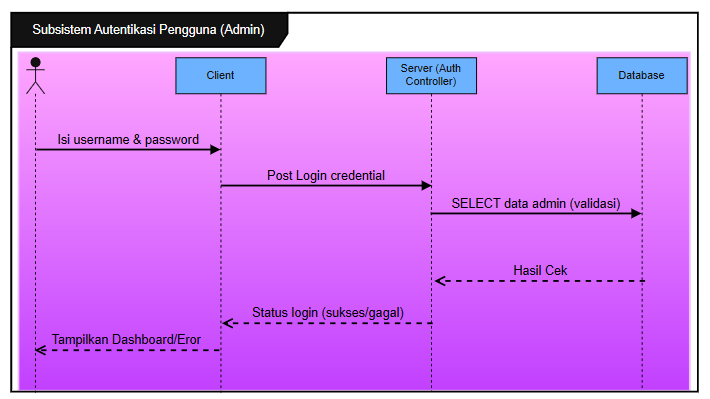 Subsistem Autentikasi Pengguna (Admin)
Client
Server (Auth
Controller)
Database
Isi username & password
Post Login credential
SELECT data admin (validasi)
Hasil Cek
Status login (sukses/gagal)
Tampilkan Dashboard/Eror